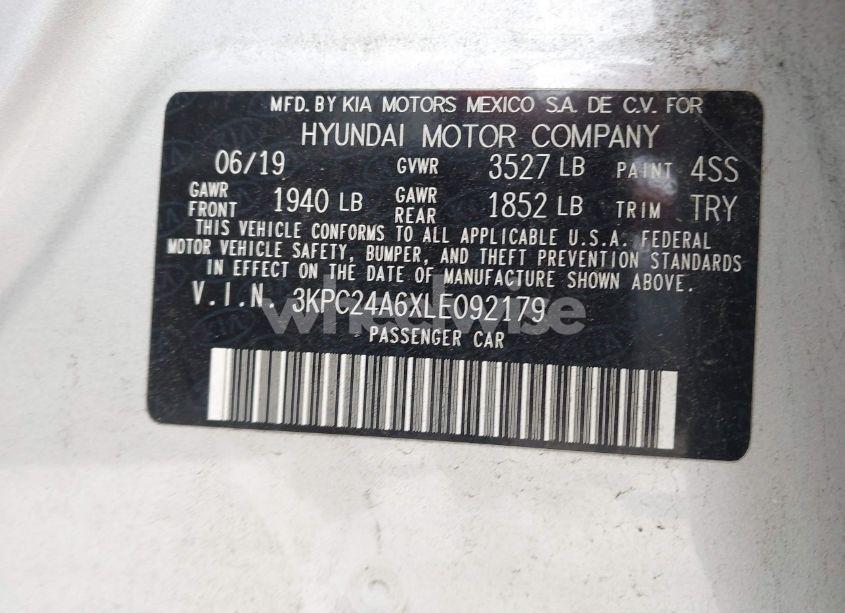 MFD. BY KIA MOTORS MEXICO S.A. DE C.V. FOR
HYUNDAI MOTOR COMPANY
06/19 GVWR 3527 LB PAINT 4SS
GAWR FRONT 1940 LB GAWR REAR 1852 LB TRIM TRY
THIS VEHICLE CONFORMS TO ALL APPLICABLE U.S.A. FEDERAL
MOTOR VEHICLE SAFETY, BUMPER, AND THEFT PREVENTION STANDARDS
IN EFFECT ON THE DATE OF MANUFACTURE SHOWN ABOVE.
V.I.N. 3KPC24A6XLE092179
wheelwise
PASSENGER CAR